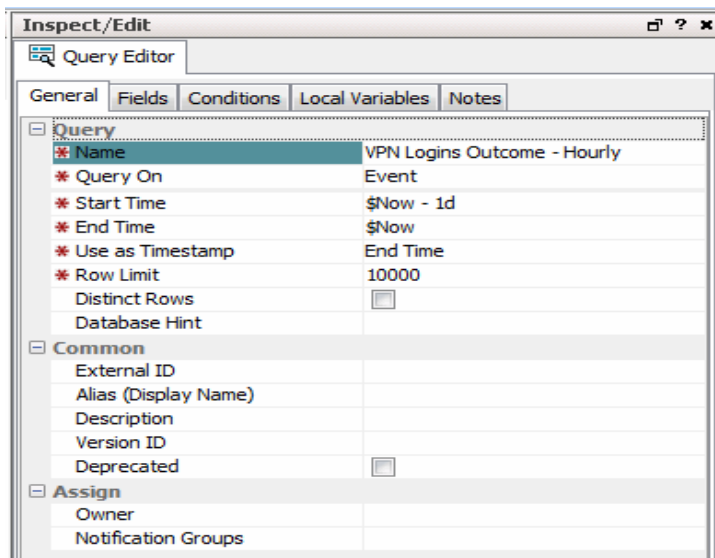 Inspect/Edit ?
Query Editor
General Fields Conditions Local Variables Notes
Query
* Name VPN Logins Outcome - Hourly
* Query On Event
* Start Time $Now - 1d
* End Time $Now
* Use as Timestamp End Time
* Row Limit 10000
Distinct Rows
Database Hint
Common
External ID
Alias (Display Name)
Description
Version ID
Deprecated
Assign
Owner
Notification Groups